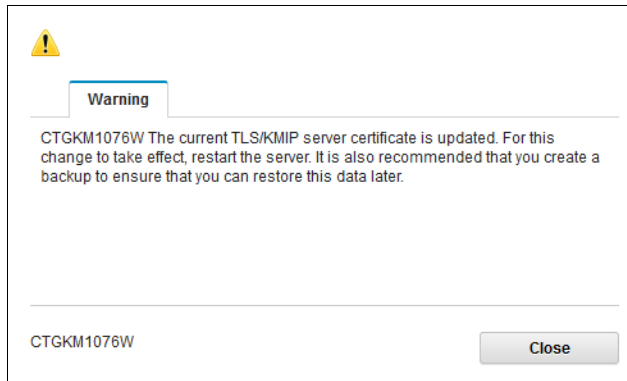 Warning
CTGKM1076W The current TLS/KMIP server certificate is updated. For this
change to take effect, restart the server. It is also recommended that you create a
backup to ensure that you can restore this data later.
CTGKM1076W
Close